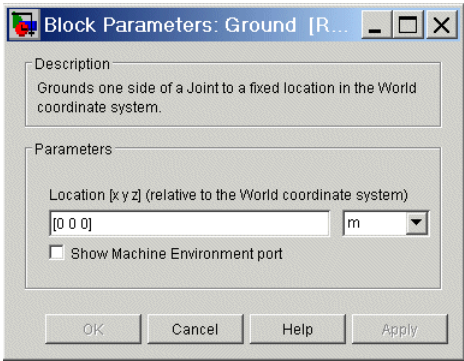 Block Parameters: Ground [R...
Description
Grounds one side of a Joint to a fixed location in the World
coordinate system.
Parameters
Location [x y z] (relative to the World coordinate system)
[0 0 0]
m
Show Machine Environment port
OK
Cancel
Help
Apply